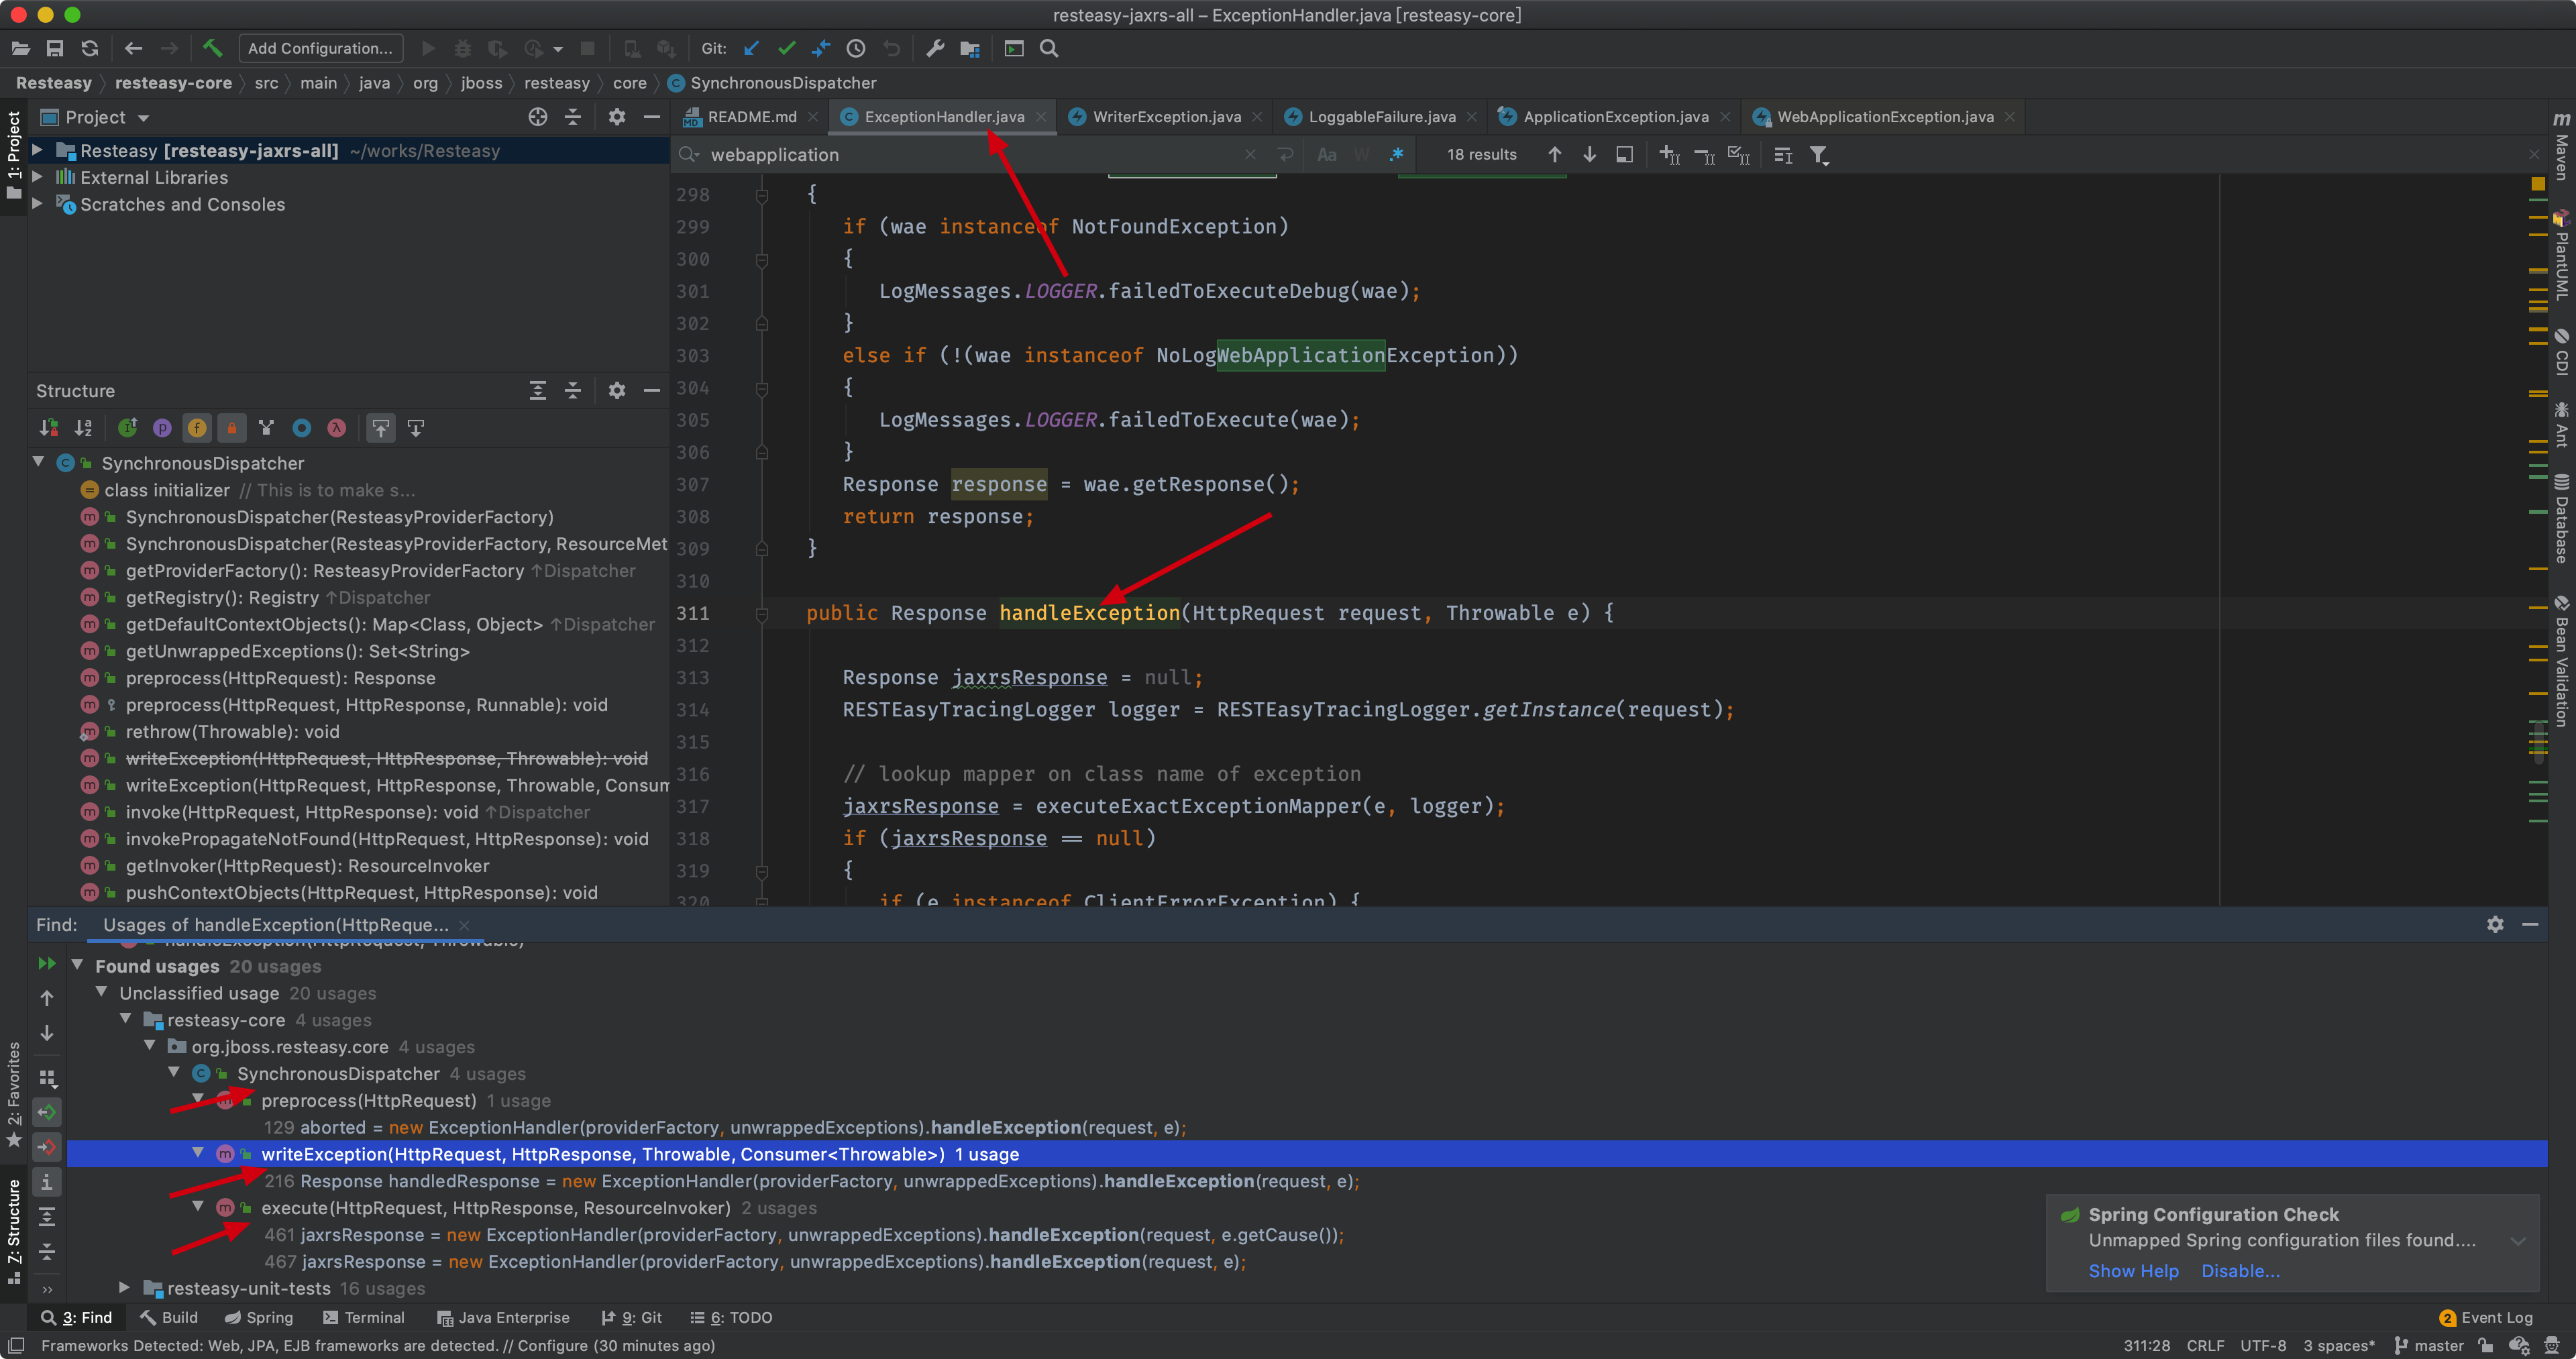 resteasy-jaxrs-all – ExceptionHandler.java [resteasy-core]
Add Configuration...
Git:
Resteasy
resteasy-core
src
main
java
org
jboss
resteasy
core
SynchronousDispatcher
1: Project
Project
Resteasy [resteasy-jaxrs-all] ~/works/Resteasy
External Libraries
Scratches and Consoles
README.md
ExceptionHandler.java
WriterException.java
LoggableFailure.java
ApplicationException.java
WebApplicationException.java
webapplication
Aa
W
.*
18 results
298 {
299 if (wae instanceof NotFoundException)
300 {
301 LogMessages.LOGGER.failedToExecuteDebug(wae);
302 }
303 else if (!(wae instanceof NoLogWebApplicationException))
304 {
305 LogMessages.LOGGER.failedToExecute(wae);
306 }
307 Response response = wae.getResponse();
308 return response;
309 }
310
311 public Response handleException(HttpRequest request, Throwable e) {
312
313 Response jaxrsResponse = null;
314 RESTEasyTracingLogger logger = RESTEasyTracingLogger.getInstance(request);
315
316 // lookup mapper on class name of exception
317 jaxrsResponse = executeExactExceptionMapper(e, logger);
318 if (jaxrsResponse == null)
319 {
320 if (e instanceof ClientErrorException) {
Structure
SynchronousDispatcher
class initializer // This is to make s...
SynchronousDispatcher(ResteasyProviderFactory)
SynchronousDispatcher(ResteasyProviderFactory, ResourceMet
getProviderFactory(): ResteasyProviderFactory ↑Dispatcher
getRegistry(): Registry ↑Dispatcher
getDefaultContextObjects(): Map<Class, Object> ↑Dispatcher
getUnwrappedExceptions(): Set<String>
preprocess(HttpRequest): Response
preprocess(HttpRequest, HttpResponse, Runnable): void
rethrow(Throwable): void
writeException(HttpRequest, HttpResponse, Throwable): void
writeException(HttpRequest, HttpResponse, Throwable, Consum
invoke(HttpRequest, HttpResponse): void ↑Dispatcher
invokePropagateNotFound(HttpRequest, HttpResponse): void
getInvoker(HttpRequest): ResourceInvoker
pushContextObjects(HttpRequest, HttpResponse): void
Maven
PlantUML
CDI
Ant
Database
Bean Validation
Find: Usages of handleException(HttpReque...
handleException(HttpRequest, Throwable)
Found usages 20 usages
Unclassified usage 20 usages
resteasy-core 4 usages
org.jboss.resteasy.core 4 usages
SynchronousDispatcher 4 usages
preprocess(HttpRequest) 1 usage
129 aborted = new ExceptionHandler(providerFactory, unwrappedExceptions).handleException(request, e);
writeException(HttpRequest, HttpResponse, Throwable, Consumer<Throwable>) 1 usage
216 Response handledResponse = new ExceptionHandler(providerFactory, unwrappedExceptions).handleException(request, e);
execute(HttpRequest, HttpResponse, ResourceInvoker) 2 usages
461 jaxrsResponse = new ExceptionHandler(providerFactory, unwrappedExceptions).handleException(request, e.getCause());
467 jaxrsResponse = new ExceptionHandler(providerFactory, unwrappedExceptions).handleException(request, e);
resteasy-unit-tests 16 usages
2: Favorites
Z: Structure
Spring Configuration Check
Unmapped Spring configuration files found....
Show Help Disable...
3: Find
Build
Spring
Terminal
Java Enterprise
9: Git
6: TODO
2 Event Log
Frameworks Detected: Web, JPA, EJB frameworks are detected. // Configure (30 minutes ago)
311:28
CRLF
UTF-8
3 spaces*
master